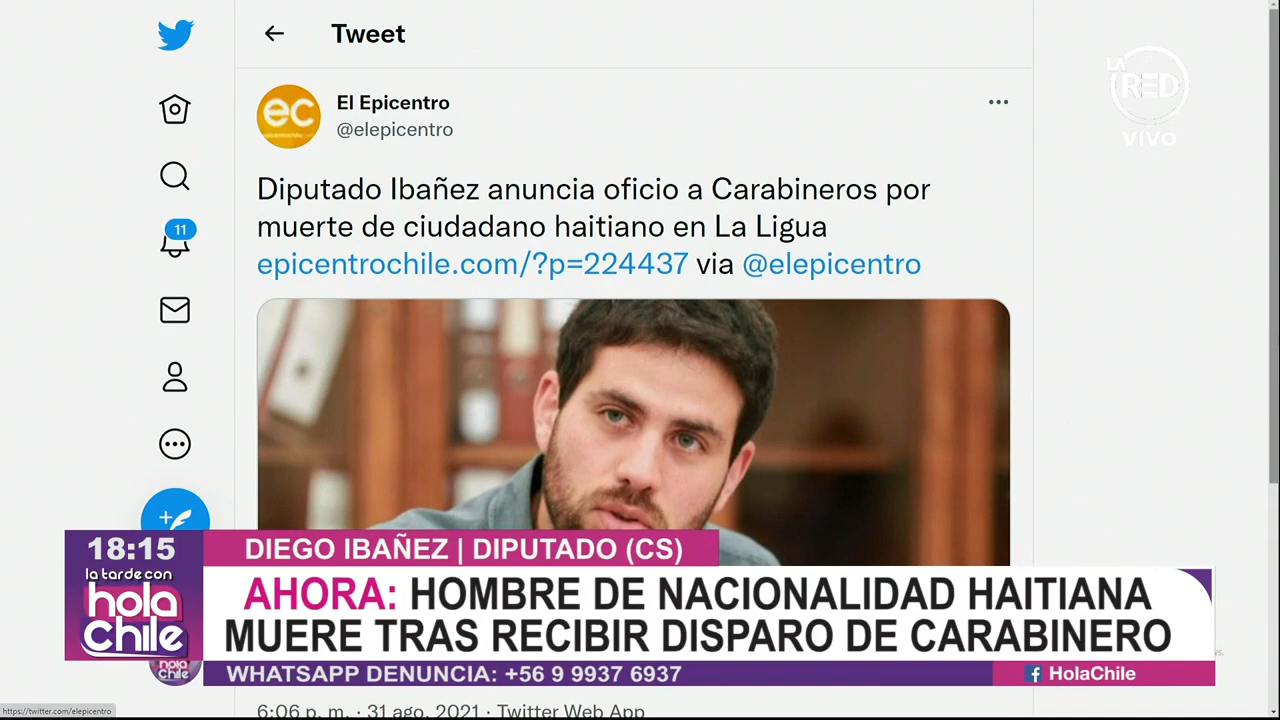 Tweet
El Epicentro
@elepicentro
ec
LA
RED
VIVO
Diputado Ibañez anuncia oficio a Carabineros por
muerte de ciudadano haitiano en La Ligua
epicentrochile.com/?p=224437 via @elepicentro
11
18:15
la tarde con
hola
chile
DIEGO IBAÑEZ | DIPUTADO (CS)
AHORA: HOMBRE DE NACIONALIDAD HAITIANA
MUERE TRAS RECIBIR DISPARO DE CARABINERO
hola
chile
WHATSAPP DENUNCIA: +56 9 9937 6937
HolaChile
https://twitter.com/elepicentro
6:06 p. m. · 31 ago. 2021 · Twitter Web App